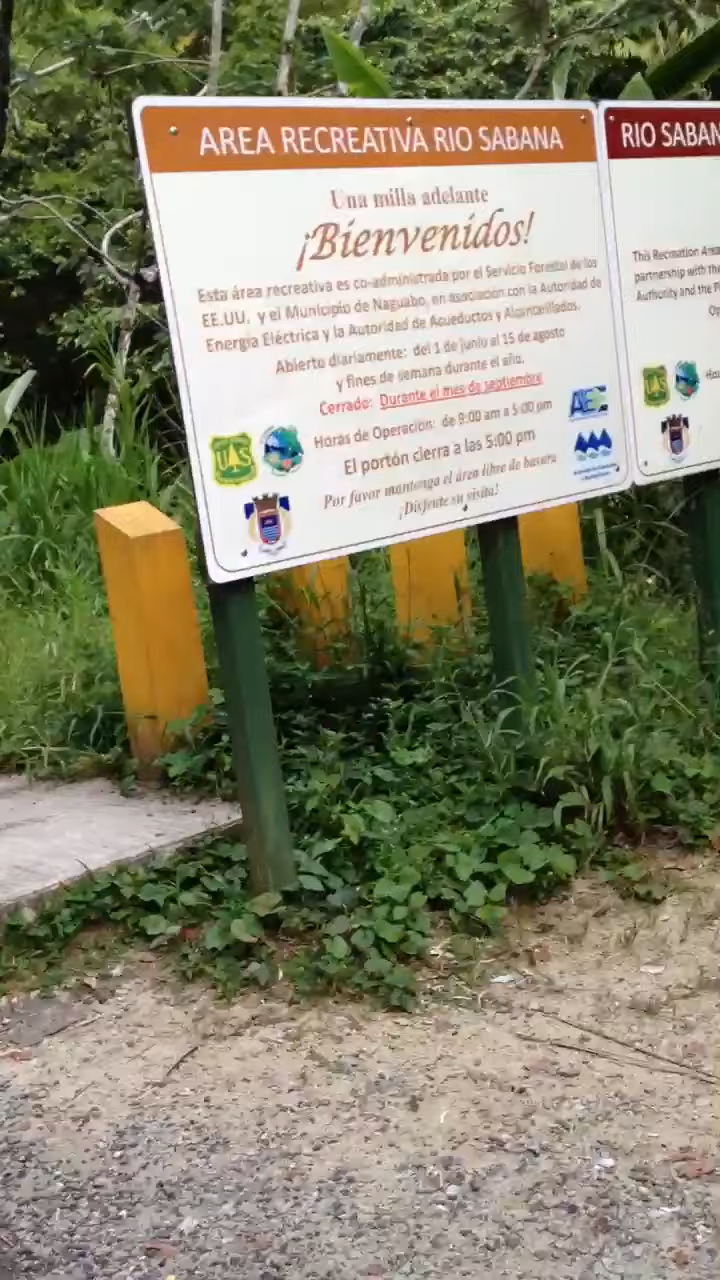 AREA RECREATIVA RIO SABANA
Una milla adelante
¡Bienvenidos!
Esta área recreativa es co-administrada por el Servicio Forestal de los
EE.UU. y el Municipio de Naguabo, en asociación con la Autoridad de
Energía Eléctrica y la Autoridad de Acueductos y Alcantarillados.
Abierto diariamente: del 1 de junio al 15 de agosto
y fines de semana durante el año.
Cerrado: Durante el mes de septiembre
Horas de Operación: de 9:00 am a 5:00 pm
El portón cierra a las 5:00 pm
Por favor mantenga el área libre de basura
¡Disfrute su visita!
UAS
AEE
RIO SABAN
This Recreation Area
partnership with the
Authority and the P
Op
Hou
UAS